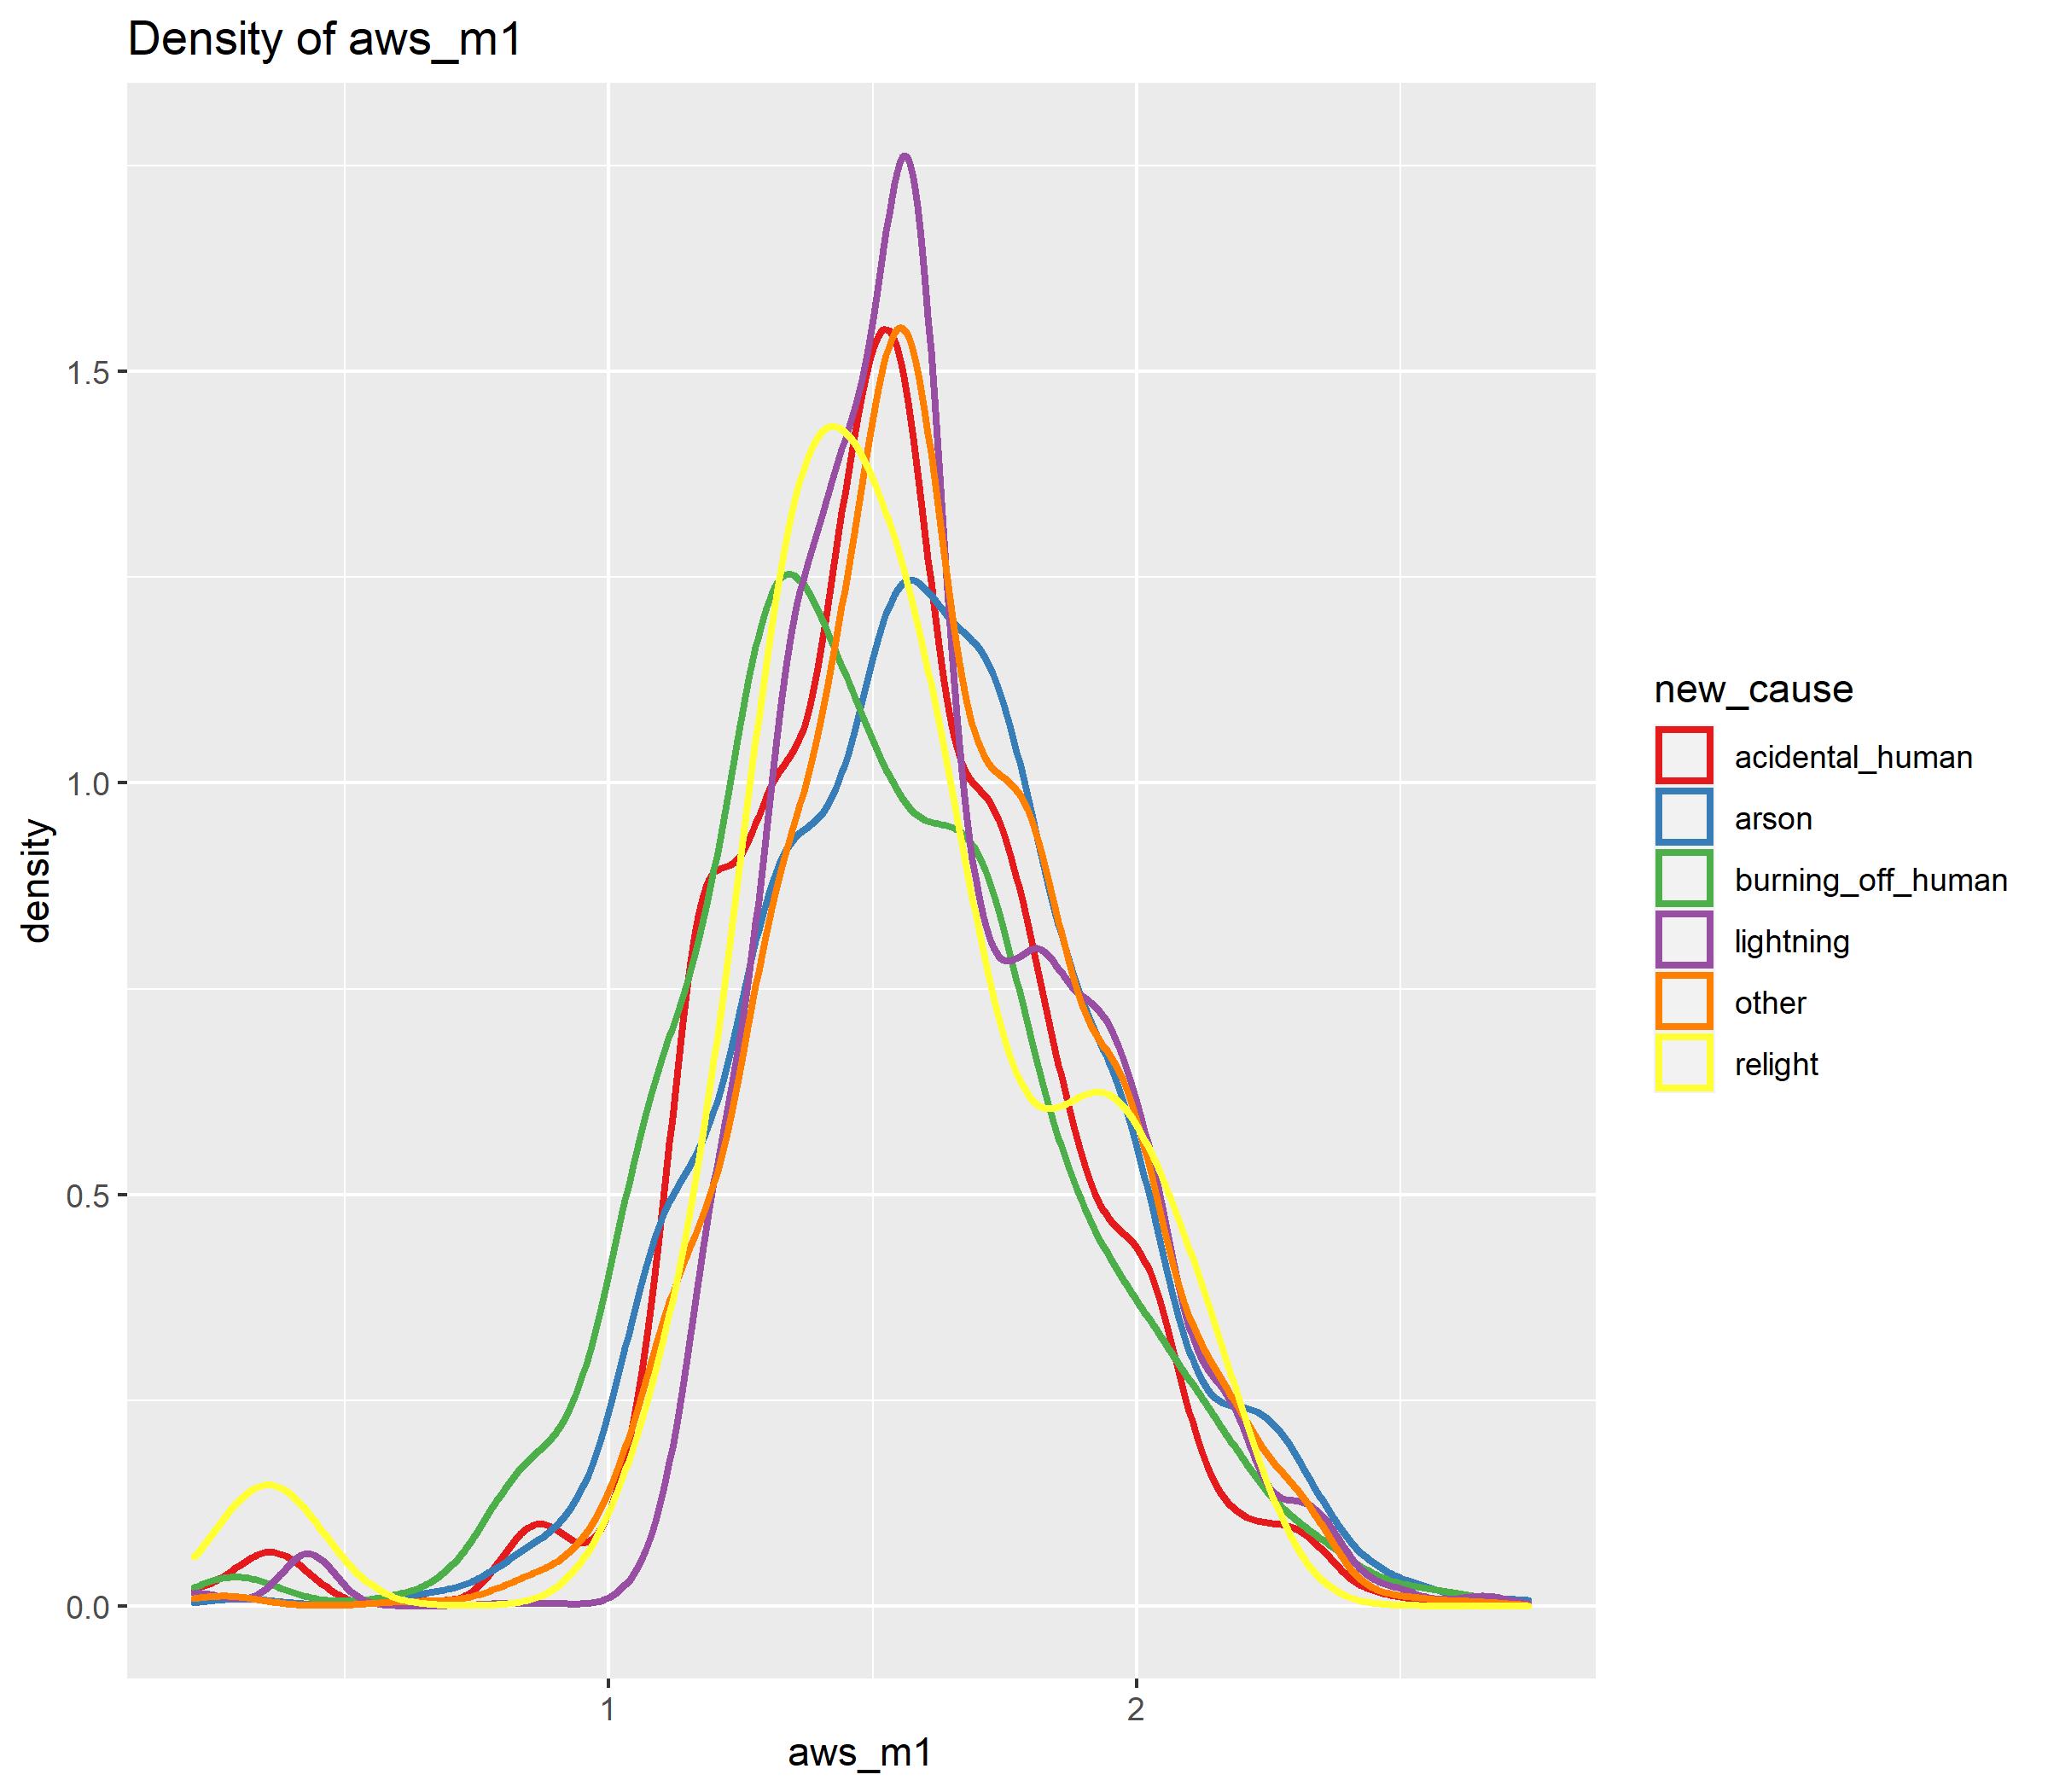 Density of aws_m1
density
1.5
1.0
0.5
0.0
1
2
aws_m1
new_cause
acidental_human
arson
burning_off_human
lightning
other
relight